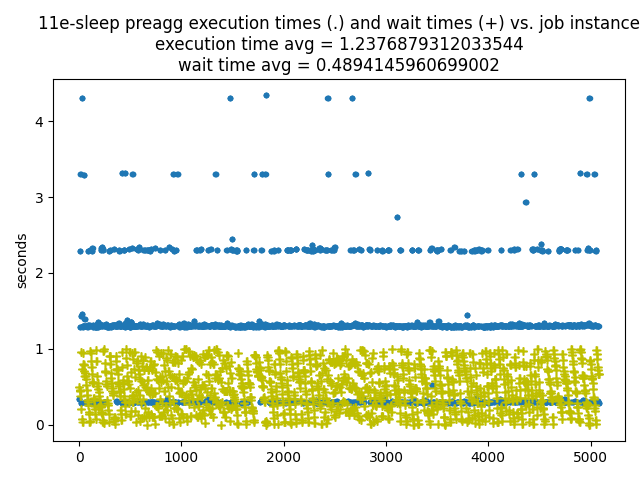 11e-sleep preagg execution times (.) and wait times (+) vs. job instance
execution time avg = 1.2376879312033544
wait time avg = 0.4894145960699002
4
3
seconds
2
1
0
0 1000 2000 3000 4000 5000